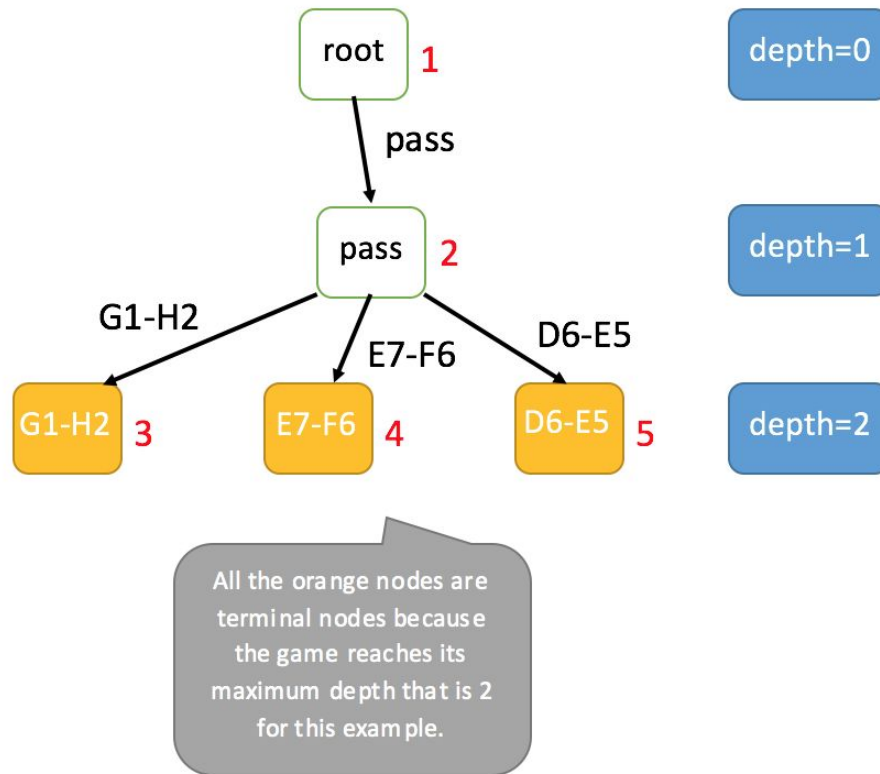 root 1 depth=0
pass
pass 2 depth=1
G1-H2
E7-F6
D6-E5
G1-H2 3 E7-F6 4 D6-E5 5 depth=2
All the orange nodes are
terminal nodes because
the game reaches its
maximum depth that is 2
for this example.